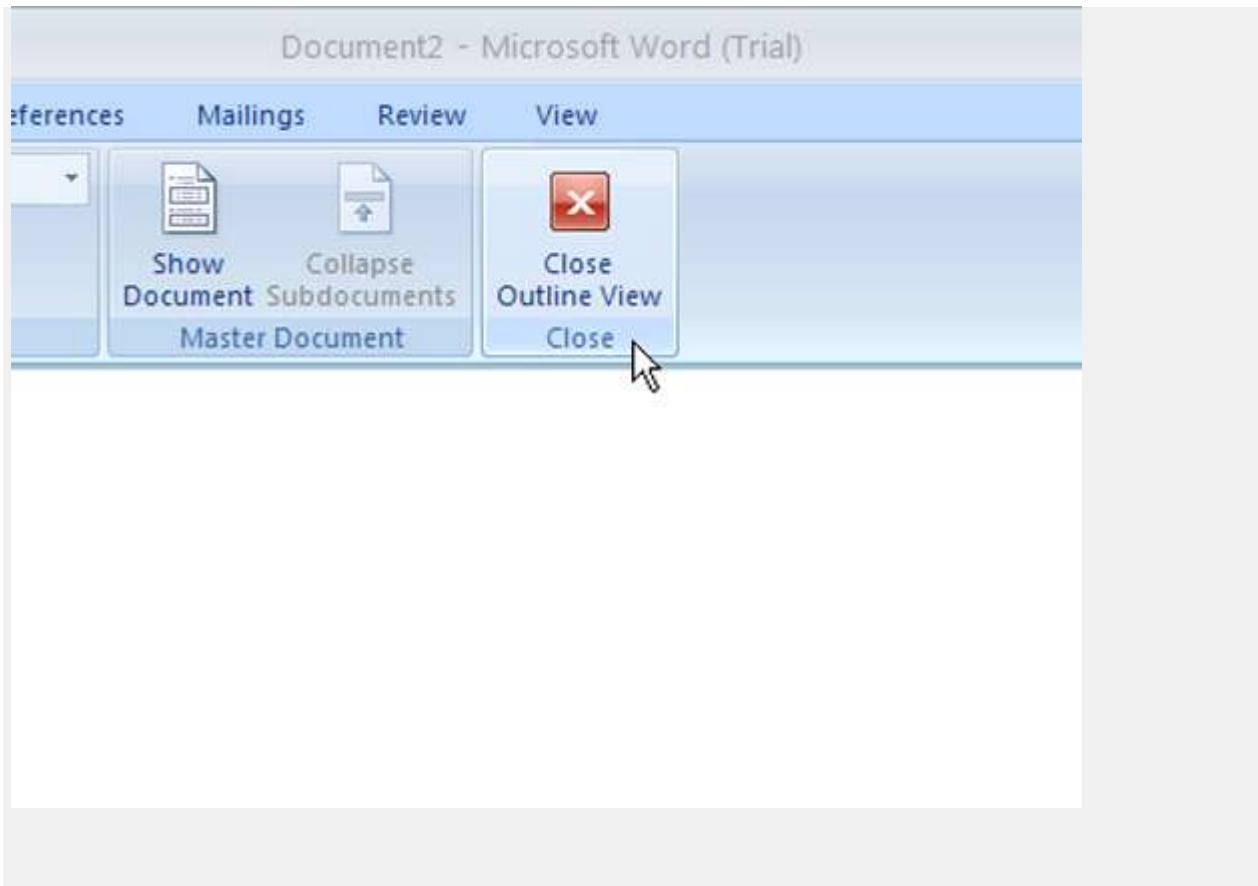 Document2 - Microsoft Word (Trial)
eferences Mailings Review View
Show Document
Collapse Subdocuments
Close Outline View
Master Document
Close